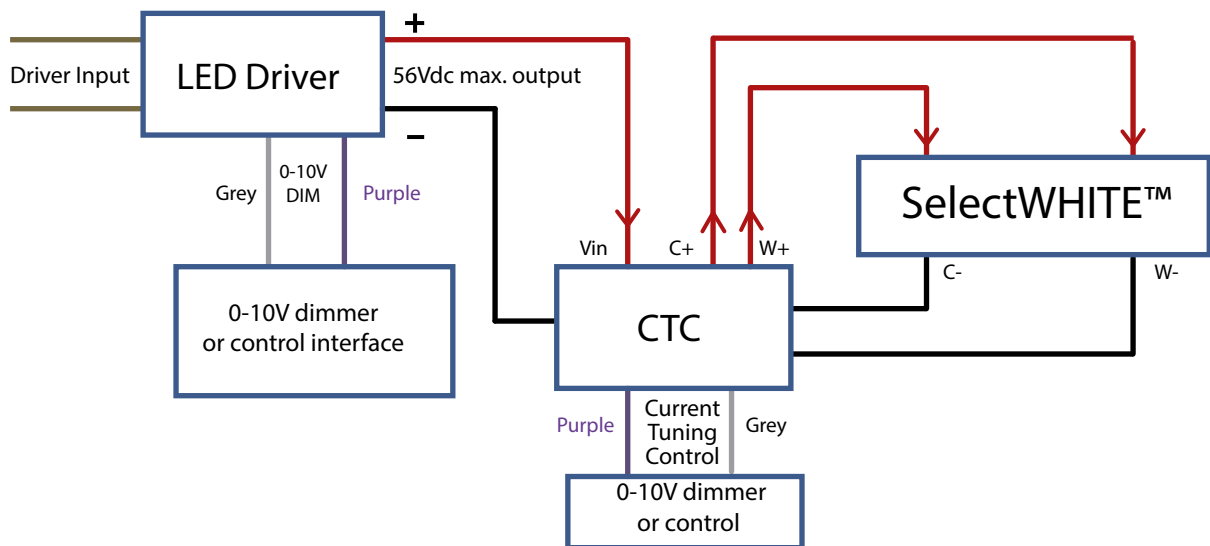 +
Driver Input
LED Driver
56Vdc max. output
−
Grey
0-10V
DIM
Purple
SelectWHITE™
Vin
C+
W+
C-
W-
0-10V dimmer
or control interface
CTC
Purple
Current
Tuning
Control
Grey
0-10V dimmer
or control